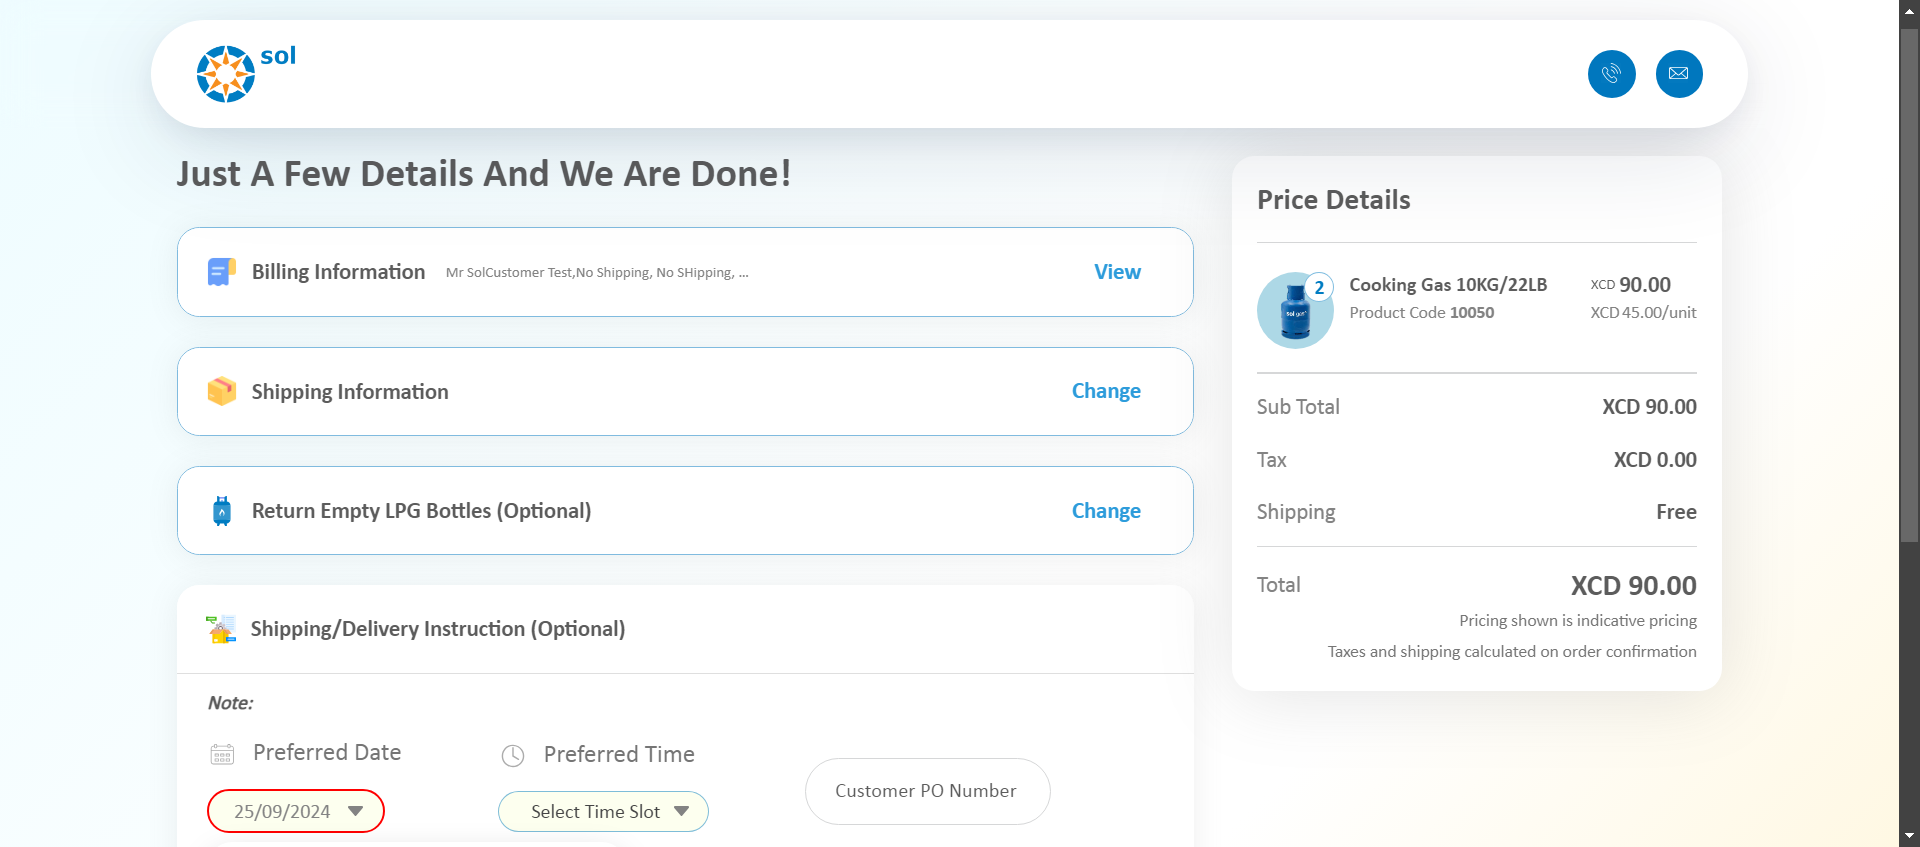 sol
Just A Few Details And We Are Done!
Billing Information Mr SolCustomer Test,No Shipping, No SHipping, ... View
Shipping Information Change
Return Empty LPG Bottles (Optional) Change
Shipping/Delivery Instruction (Optional)
Note:
Preferred Date
25/09/2024
Preferred Time
Select Time Slot
Customer PO Number
Price Details
2
sol gas
Cooking Gas 10KG/22LB XCD 90.00
Product Code 10050 XCD 45.00/unit
Sub Total XCD 90.00
Tax XCD 0.00
Shipping Free
Total XCD 90.00
Pricing shown is indicative pricing
Taxes and shipping calculated on order confirmation